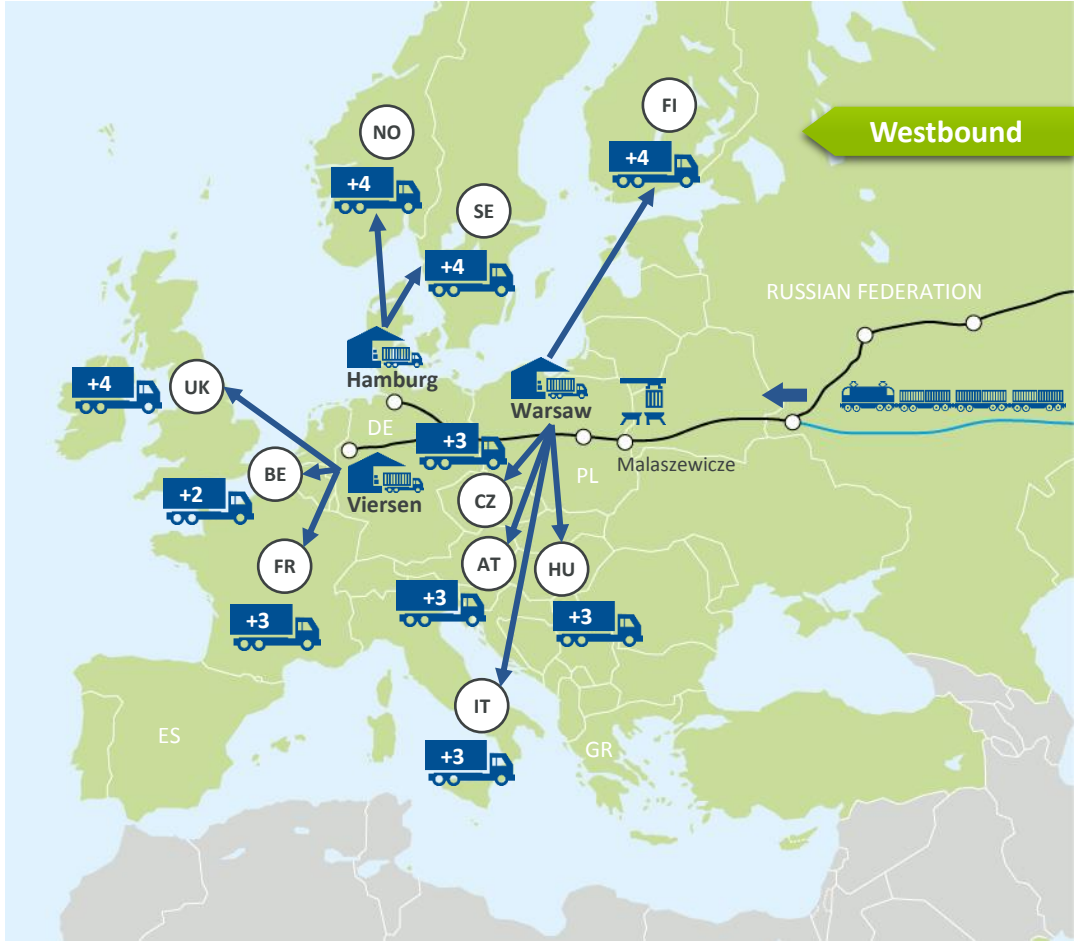 FI
NO
Westbound
+4
+4
SE
+4
RUSSIAN FEDERATION
Hamburg
+4
UK
Warsaw
DE
+3
Malaszewicze
BE
PL
+2
Viersen
CZ
FR
AT
HU
+3
+3
+3
IT
ES
GR
+3